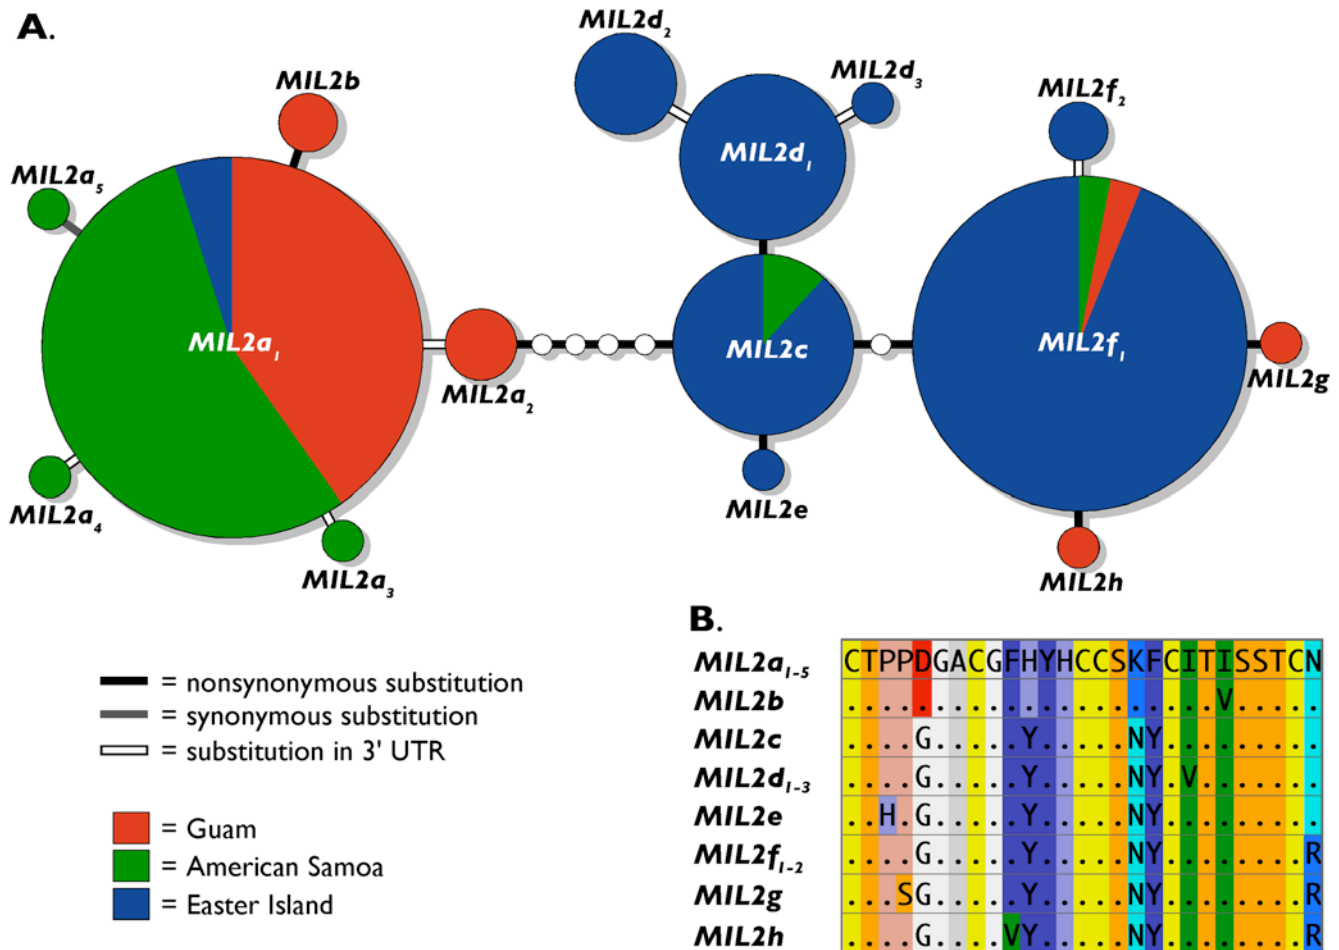 A.
MIL2d2
MIL2b
MIL2d3
MIL2f2
MIL2a5
MIL2d1
MIL2a1
MIL2c
MIL2f1
MIL2g
MIL2a2
MIL2e
MIL2a4
MIL2a3
MIL2h
= nonsynonymous substitution
= synonymous substitution
= substitution in 3' UTR
= Guam
= American Samoa
= Easter Island
B.
MIL2a1-5 CTPPDGACGFHYHCCSKFCITISSTCN
MIL2b .....................V.....
MIL2c ....G.....Y.....NY.........
MIL2d1-3 ....G.....Y.....NY.V.......
MIL2e ..H.G.....Y.....NY.........
MIL2f1-2 ....G.....Y.....NY........R
MIL2g ...SG.....Y.....NY........R
MIL2h ....G....VY.....NY........R